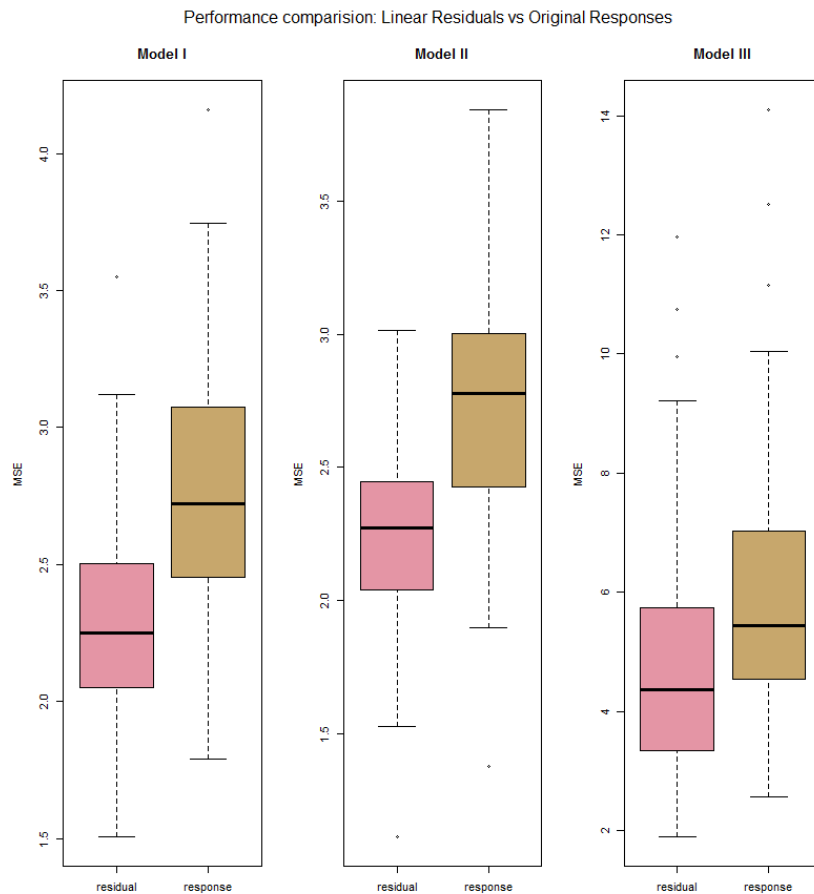 Performance comparision: Linear Residuals vs Original Responses
Model I
MSE
4.0
3.5
3.0
2.5
2.0
1.5
residual response
Model II
MSE
3.5
3.0
2.5
2.0
1.5
residual response
Model III
MSE
14
12
10
8
6
4
2
residual response